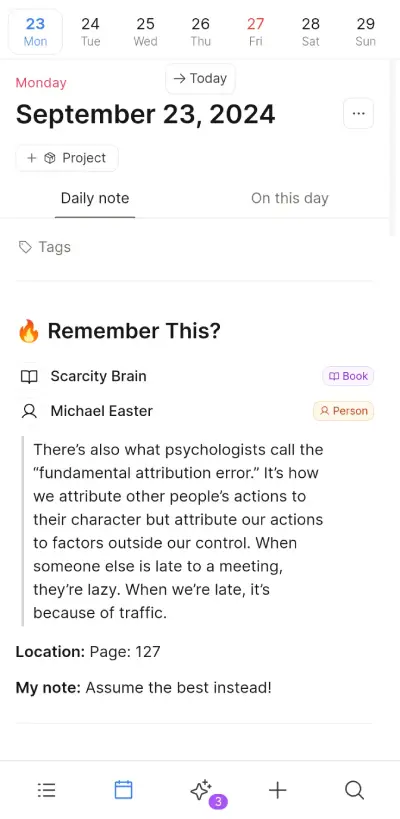 23 24 25 26 27 28 29
Mon Tue Wed Thu Fri Sat Sun
Monday
→ Today
September 23, 2024
...
+ Project
Daily note On this day
Tags
🔥 Remember This?
Scarcity Brain Book
Michael Easter Person
There’s also what psychologists call the
“fundamental attribution error.” It’s how
we attribute other people’s actions to
their character but attribute our actions
to factors outside our control. When
someone else is late to a meeting,
they’re lazy. When we’re late, it’s
because of traffic.
Location: Page: 127
My note: Assume the best instead!
3